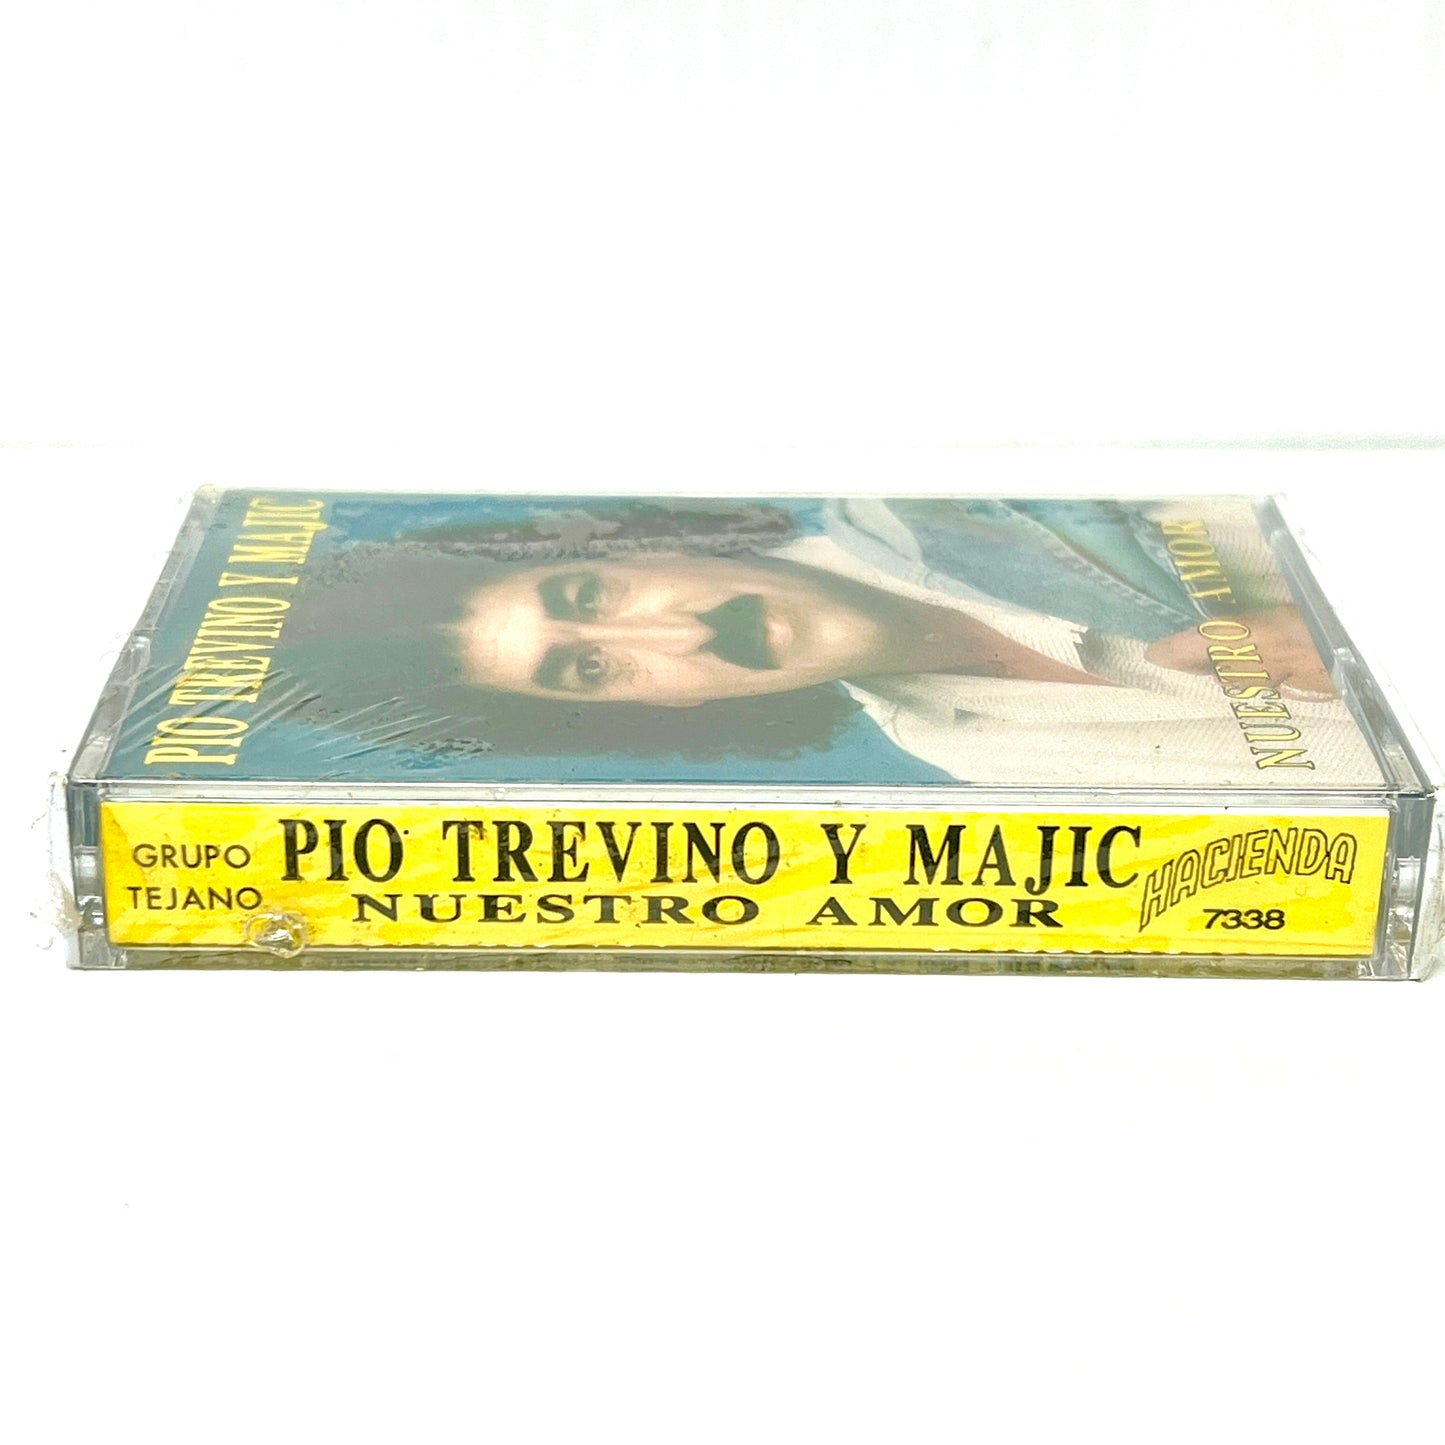 PIO TREVINO Y MAJIC
NUESTRO AMOR
GRUPO
TEJANO
PIO TREVINO Y MAJIC
NUESTRO AMOR
HACIENDA
7338